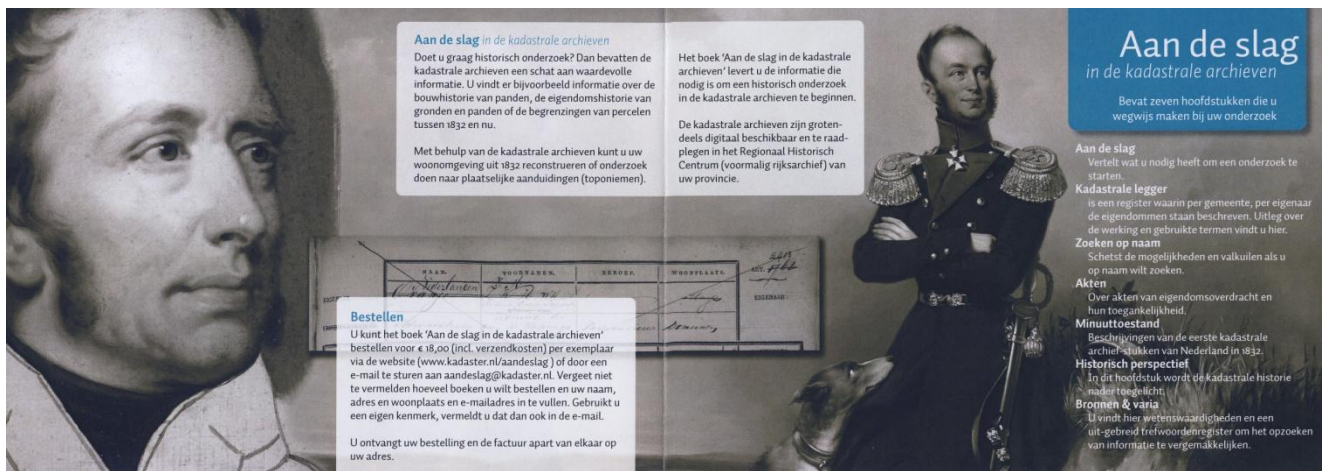 Aan de slag in de kadastrale archieven
Doet u graag historisch onderzoek? Dan bevatten de
kadastrale archieven een schat aan waardevolle
informatie. U vindt er bijvoorbeeld informatie over de
bouwhistorie van panden, de eigendomshistorie van
gronden en panden of de begrenzingen van percelen
tussen 1832 en nu.
Met behulp van de kadastrale archieven kunt u uw
woonomgeving uit 1832 reconstrueren of onderzoek
doen naar plaatselijke aanduidingen (toponiemen).
Het boek 'Aan de slag in de kadastrale
archieven' levert u de informatie die
nodig is om een historisch onderzoek
in de kadastrale archieven te beginnen.
De kadastrale archieven zijn groten-
deels digitaal beschikbaar en te raad-
plegen in het Regionaal Historisch
Centrum (voormalig rijksarchief) van
uw provincie.
NAAM. VOORNAMEN. BEROEP. WOONPLAATS.
EIGENAAR:
Bestellen
U kunt het boek 'Aan de slag in de kadastrale archieven'
bestellen voor € 18,00 (incl. verzendkosten) per exemplaar
via de website (www.kadaster.nl/aandeslag ) of door een
e-mail te sturen aan aandeslag@kadaster.nl. Vergeet niet
te vermelden hoeveel boeken u wilt bestellen en uw naam,
adres en woonplaats en e-mailadres in te vullen. Gebruikt u
een eigen kenmerk, vermeldt u dat dan ook in de e-mail.
U ontvangt uw bestelling en de factuur apart van elkaar op
uw adres.
Aan de slag
in de kadastrale archieven
Bevat zeven hoofdstukken die u
wegwijs maken bij uw onderzoek
Aan de slag
Vertelt wat u nodig heeft om een onderzoek te
starten.
Kadastrale legger
is een register waarin per gemeente, per eigenaar
de eigendommen staan beschreven. Uitleg over
de werking en gebruikte termen vindt u hier.
Zoeken op naam
Schetst de mogelijkheden en valkuilen als u
op naam wilt zoeken.
Akten
Over akten van eigendomsoverdracht en
hun toegankelijkheid.
Minuuttoestand
Beschrijvingen van de eerste kadastrale
archief-stukken van Nederland in 1832.
Historisch perspectief
In dit hoofdstuk wordt de kadastrale historie
nader toegelicht.
Bronnen & varia
U vindt hier wetenswaardigheden en een
uit-gebreid trefwoordenregister om het opzoeken
van informatie te vergemakkelijken.